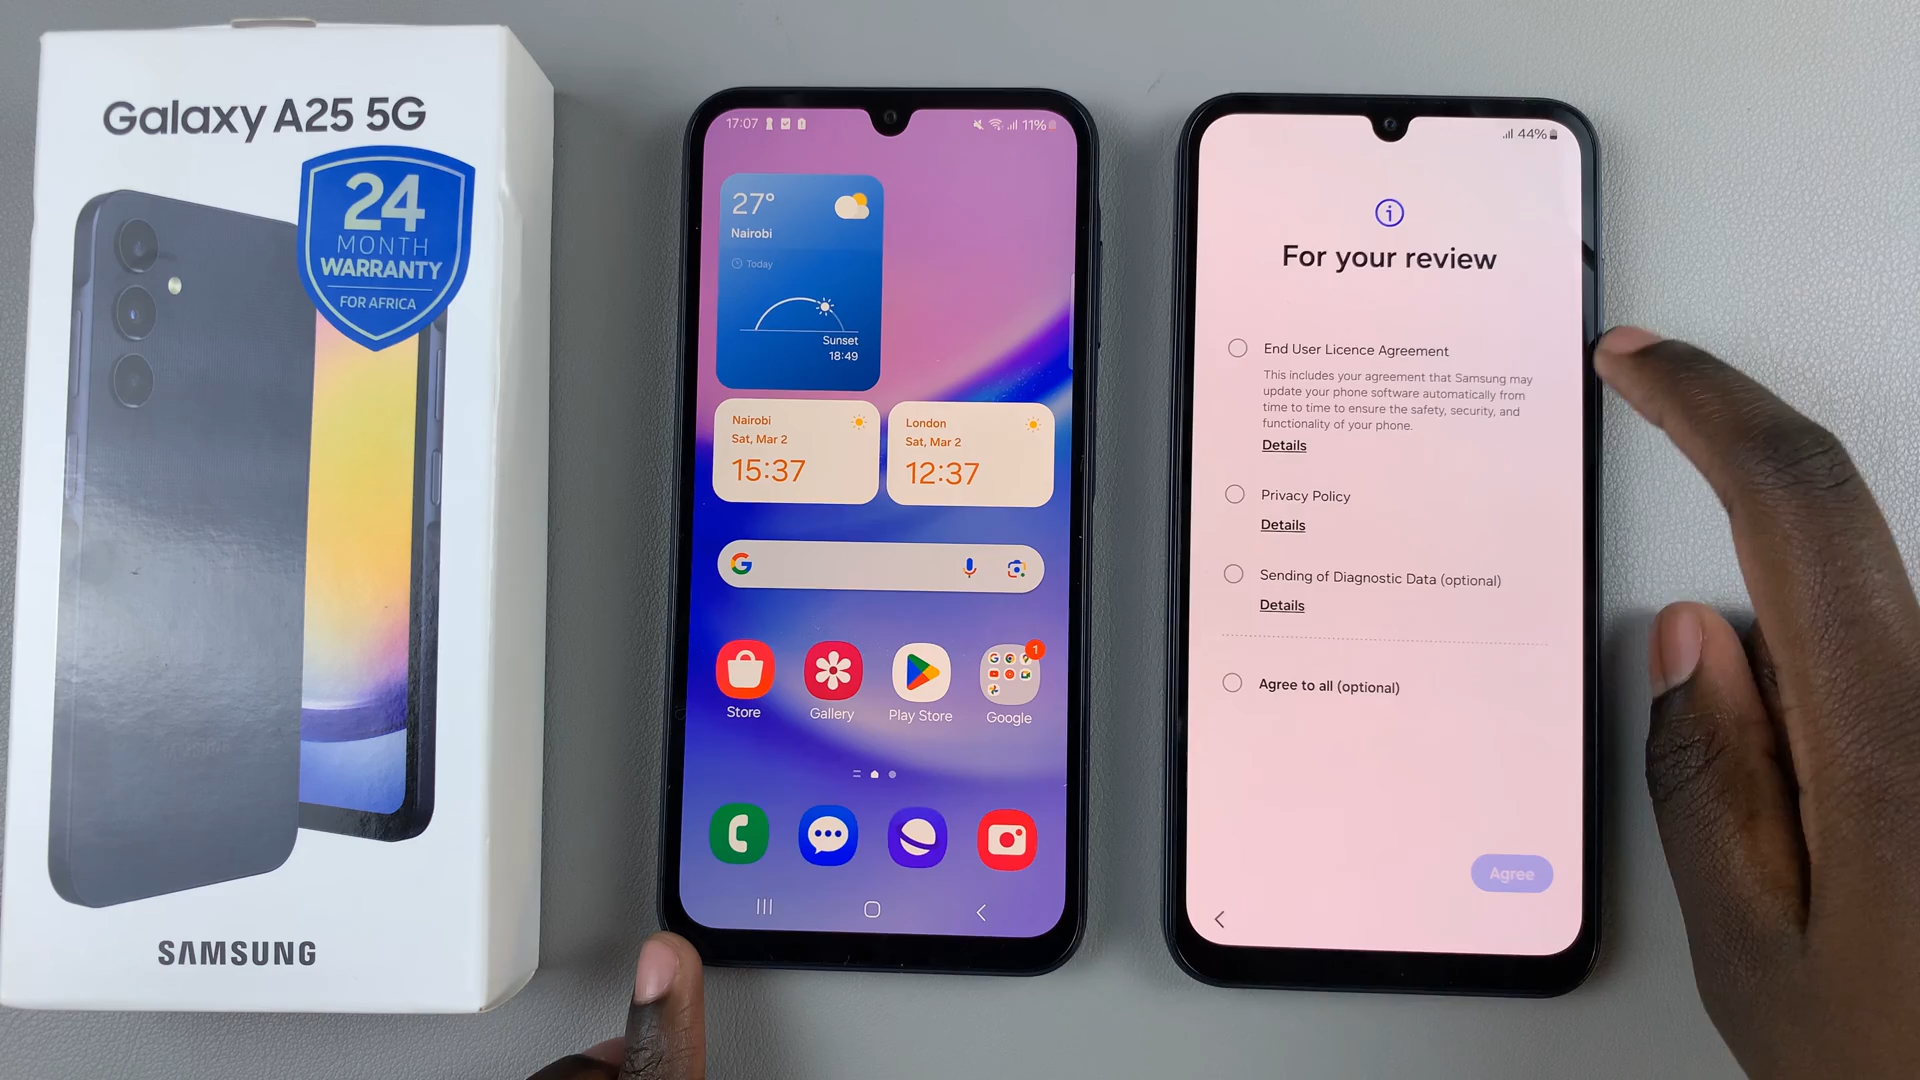 Galaxy A25 5G
24
MONTH
WARRANTY
FOR AFRICA
SAMSUNG
17:07
11%
27°
Nairobi
Today
Sunset
18:49
Nairobi
Sat, Mar 2
15:37
London
Sat, Mar 2
12:37
Store
Gallery
Play Store
Google
1
44%
For your review
End User Licence Agreement
This includes your agreement that Samsung may
update your phone software automatically from
time to time to ensure the safety, security, and
functionality of your phone.
Details
Privacy Policy
Details
Sending of Diagnostic Data (optional)
Details
Agree to all (optional)
Agree